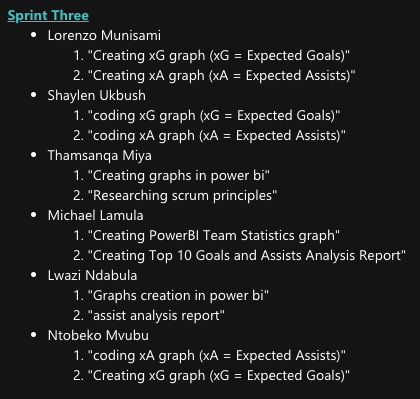 Sprint Three
• Lorenzo Munisami
1. "Creating xG graph (xG = Expected Goals)"
2. "Creating xA graph (xA = Expected Assists)"
• Shaylen Ukbush
1. "coding xG graph (xG = Expected Goals)"
2. "coding xA graph (xA = Expected Assists)"
• Thamsanqa Miya
1. "Creating graphs in power bi"
2. "Researching scrum principles"
• Michael Lamula
1. "Creating PowerBI Team Statistics graph"
2. "Creating Top 10 Goals and Assists Analysis Report"
• Lwazi Ndabula
1. "Graphs creation in power bi"
2. "assist analysis report"
• Ntobeko Mvubu
1. "coding xA graph (xA = Expected Assists)"
2. "Creating xG graph (xG = Expected Goals)"